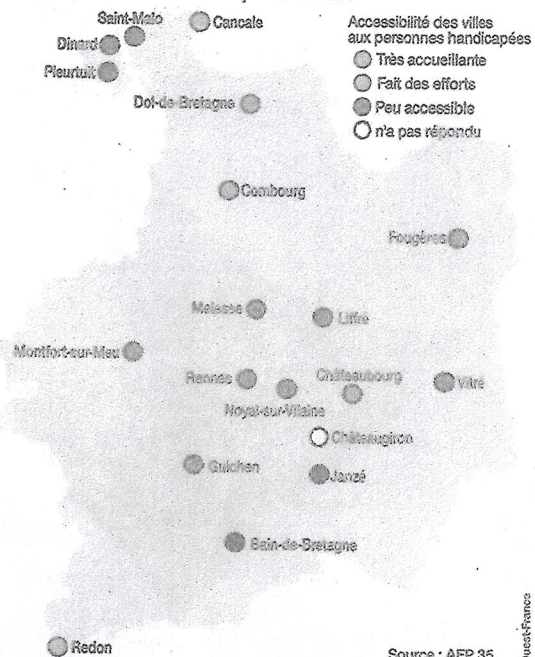 Accessibilité des villes
aux personnes handicapées
Très accueillante
Fait des efforts
Peu accessible
n'a pas répondu
Saint-Malo
Cancale
Dinard
Pleurtuit
Dol-de-Bretagne
Combourg
Fougères
Melesse
Liffré
Montfort-sur-Meu
Rennes
Châteaubourg
Vitré
Noyal-sur-Vilaine
Châteaugiron
Guichen
Janzé
Bain-de-Bretagne
Redon
Source : APF 35
Ouest-France